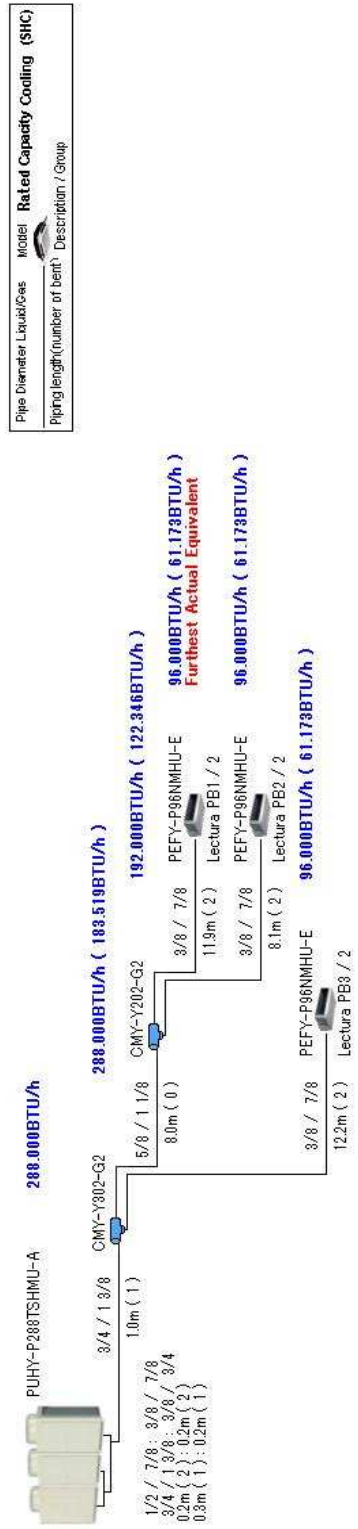 Pipe Diameter Liquid/Gas Model Rated Capacity Cooling (SHC)
Piping length(number of bent) Description / Group
PUHY-P288TSHMU-A 288.000BTU/h
3/4 / 1 3/8
1.0m ( 1 )
1/2 / 7/8: 3/8 / 7/8
3/4 / 1 3/8: 3/8 / 3/4
0.2m ( 2 ) : 0.2m ( 2 )
0.3m ( 1 ) : 0.2m ( 1 )
CMY-Y302-G2 288.000BTU/h ( 183.519BTU/h )
5/8 / 1 1/8
8.0m ( 0 )
CMY-Y202-G2 192.000BTU/h ( 122.346BTU/h )
3/8 / 7/8
11.9m ( 2 )
PEFY-P96NMHU-E 96.000BTU/h ( 61.173BTU/h )
Furthest Actual Equivalent
Lectura PB1 / 2
3/8 / 7/8
8.1m ( 2 )
PEFY-P96NMHU-E 96.000BTU/h ( 61.173BTU/h )
Lectura PB2 / 2
3/8 / 7/8
12.2m ( 2 )
PEFY-P96NMHU-E 96.000BTU/h ( 61.173BTU/h )
Lectura PB3 / 2